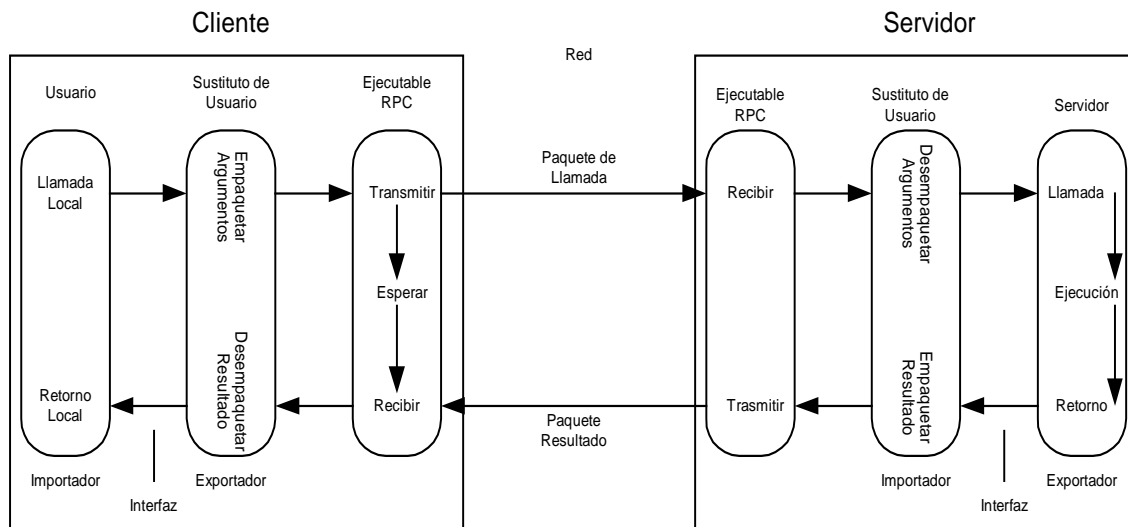 Cliente
Servidor
Red
Usuario
Sustituto de
Usuario
Ejecutable
RPC
Ejecutable
RPC
Sustituto de
Usuario
Servidor
Llamada
Local
Empaquetar
Argumentos
Transmitir
Paquete de
Llamada
Recibir
Desempaquetar
Argumentos
Llamada
Esperar
Ejecución
Retorno
Local
Desempaquetar
Resultado
Recibir
Paquete
Resultado
Trasmitir
Empaquetar
Resultado
Retorno
Importador
Interfaz
Exportador
Importador
Interfaz
Exportador